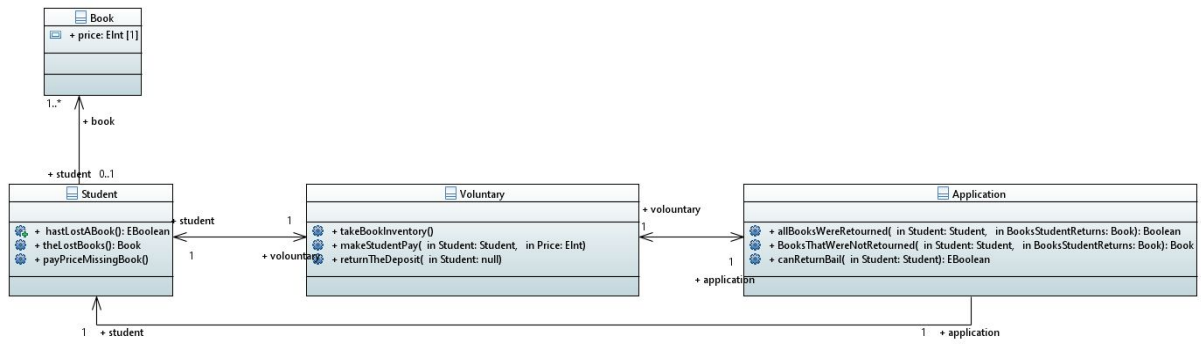 Book
+ price: EInt [1]
1..*
+ book
+ student 0..1
Student
+ hastLostABook(): EBoolean
+ theLostBooks(): Book
+ payPriceMissingBook()
+ student
1
1
+ volountary
Voluntary
+ takeBookInventory()
+ makeStudentPay( in Student: Student, in Price: EInt)
+ returnTheDeposit( in Student: null)
+ volountary
1
1
+ application
Application
+ allBooksWereRetourned( in Student: Student, in BooksStudentReturns: Book): Boolean
+ BooksThatWereNotRetourned( in Student: Student, in BooksStudentReturns: Book): Book
+ canReturnBail( in Student: Student): EBoolean
1 + student
1 + application